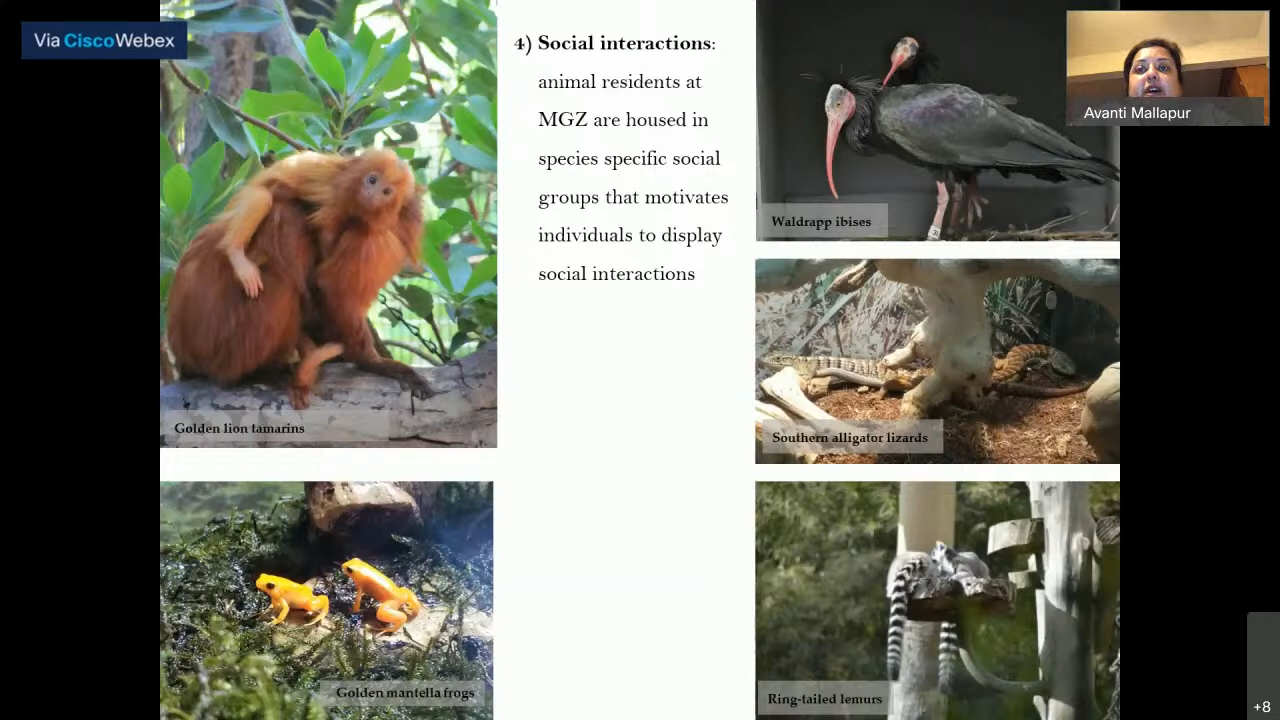 Via Cisco Webex
4) Social interactions:
animal residents at
MGZ are housed in
species specific social
groups that motivates
individuals to display
social interactions
Golden lion tamarins
Golden mantella frogs
Waldrapp ibises
Southern alligator lizards
Ring-tailed lemurs
Avanti Mallapur
+8